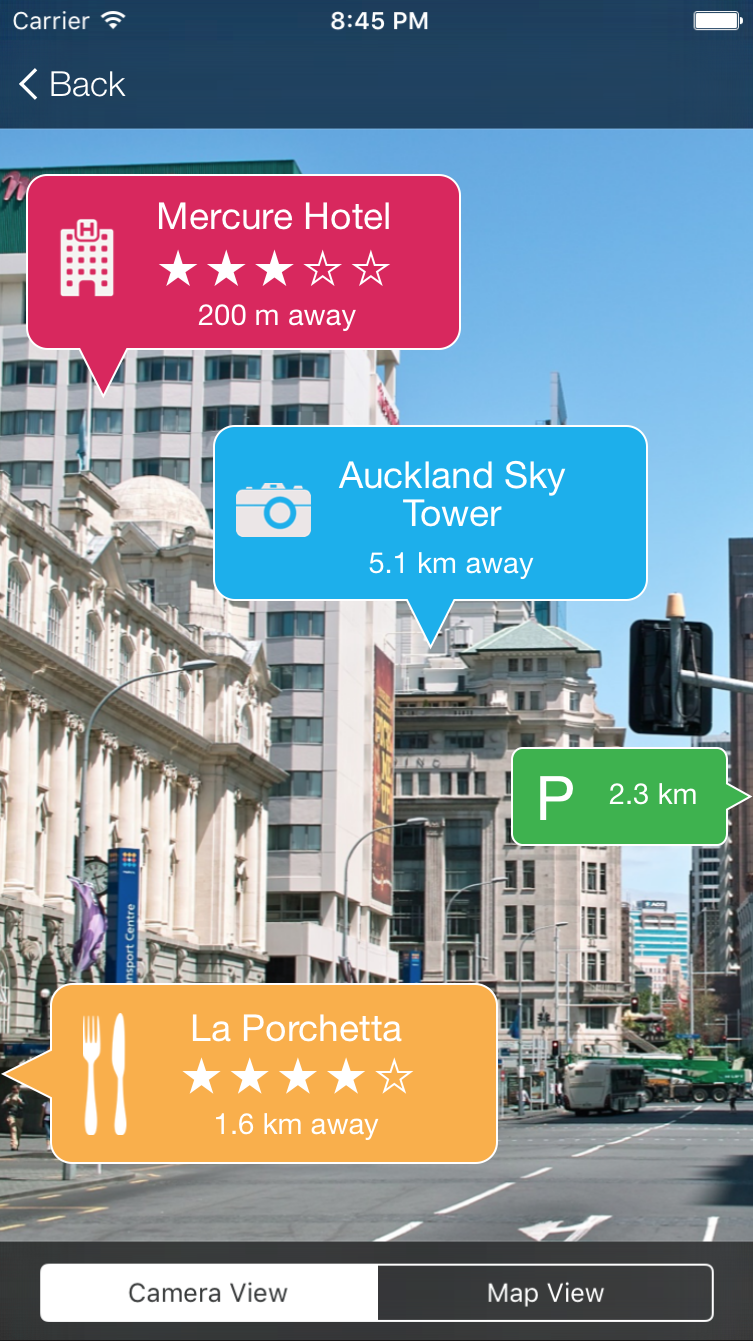 Carrier
8:45 PM
Back
Mercure Hotel
200 m away
Auckland Sky
Tower
5.1 km away
P
2.3 km
nsport Centre
La Porchetta
1.6 km away
Camera View
Map View